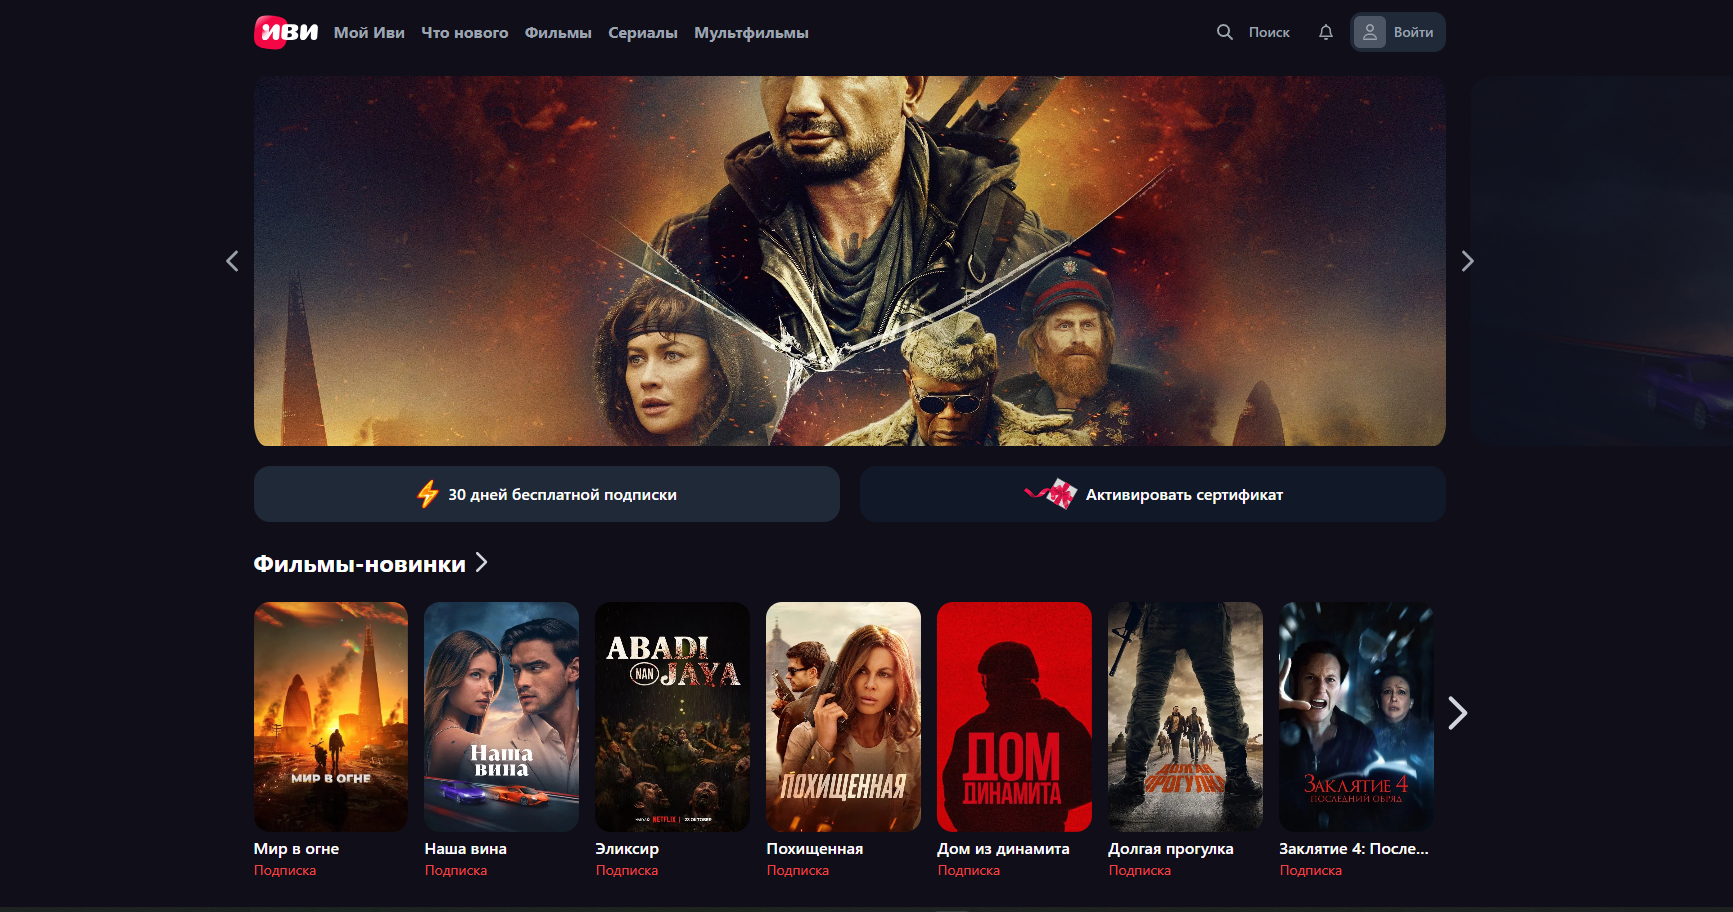 иви Мой Иви Что нового Фильмы Сериалы Мультфильмы Поиск Войти
30 дней бесплатной подписки
Активировать сертификат
Фильмы-новинки
МИР В ОГНЕ
Наша
вина
ABADI
NAN JAYA
NETFLIX
ПОХИЩЕННАЯ
ДОМ
ДИНАМИТА
ДОЛГАЯ
ПРОГУЛКА
ЗАКЛЯТИЕ 4
ПОСЛЕДНИЙ ОБРЯД
Мир в огне
Подписка
Наша вина
Подписка
Эликсир
Подписка
Похищенная
Подписка
Дом из динамита
Подписка
Долгая прогулка
Подписка
Заклятие 4: После...
Подписка